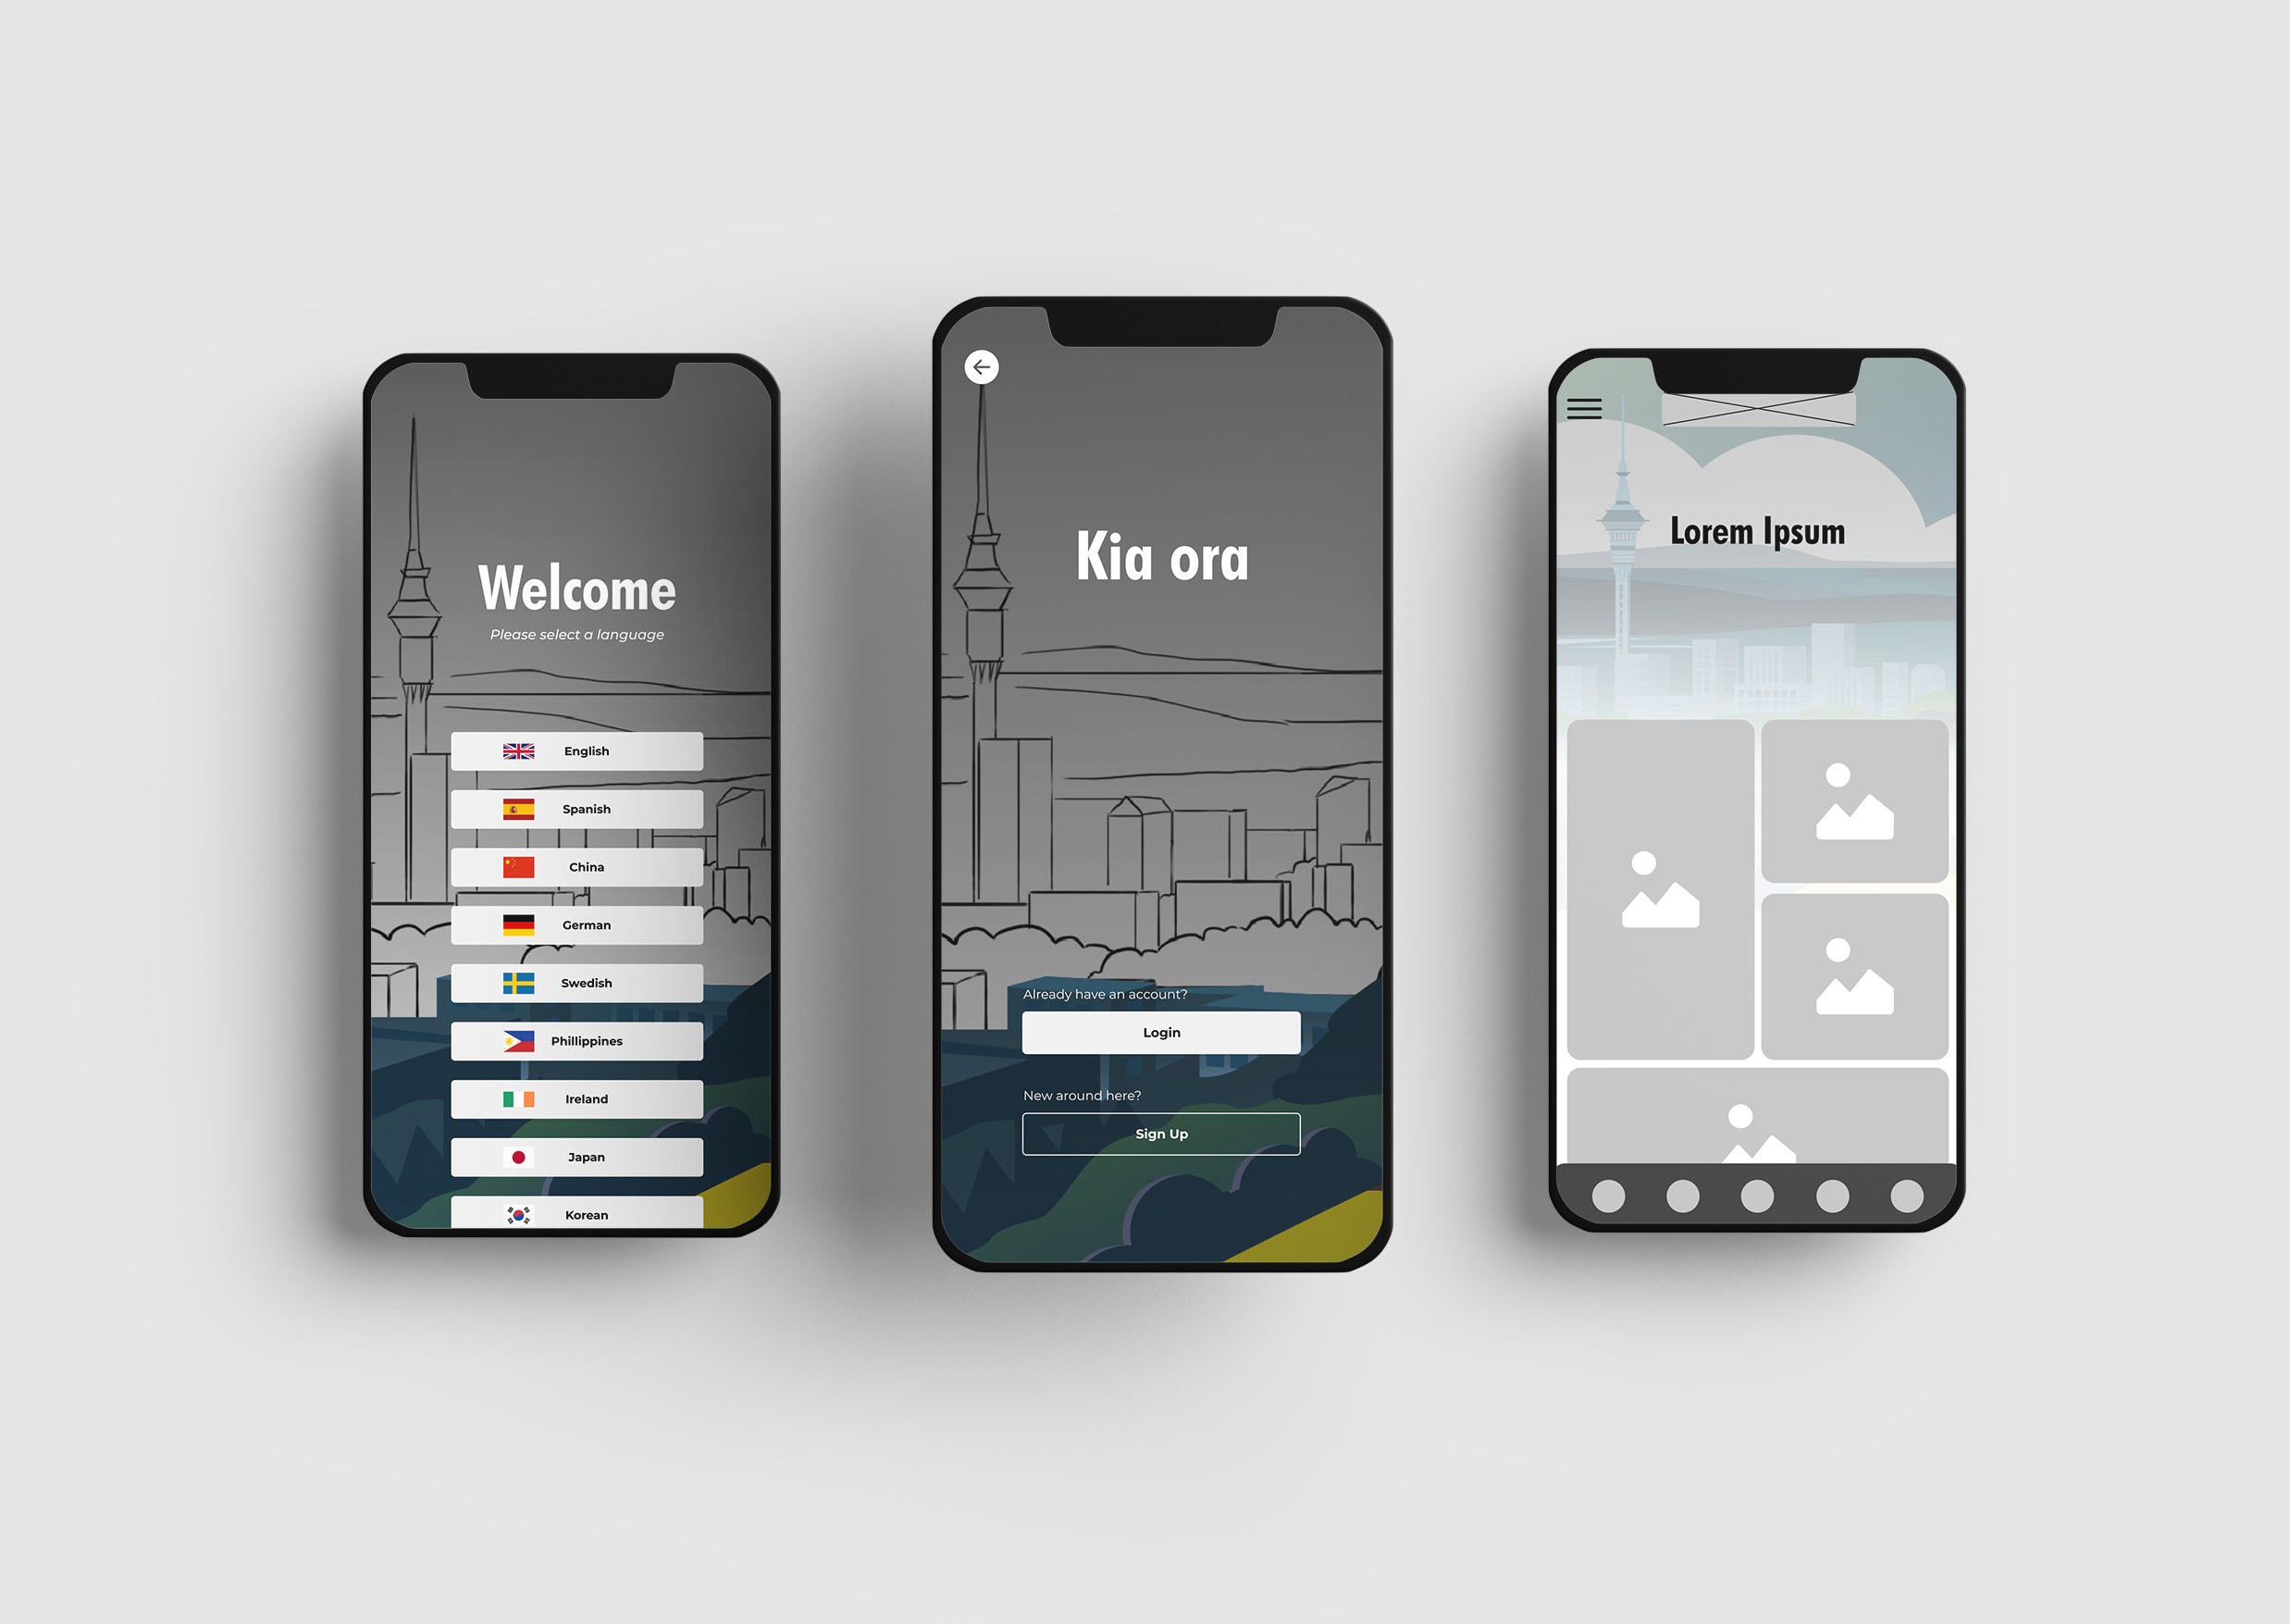 Welcome
Please select a language
English
Spanish
China
German
Swedish
Phillippines
Ireland
Japan
Korean
Kia ora
Already have an account?
Login
New around here?
Sign Up
Lorem Ipsum